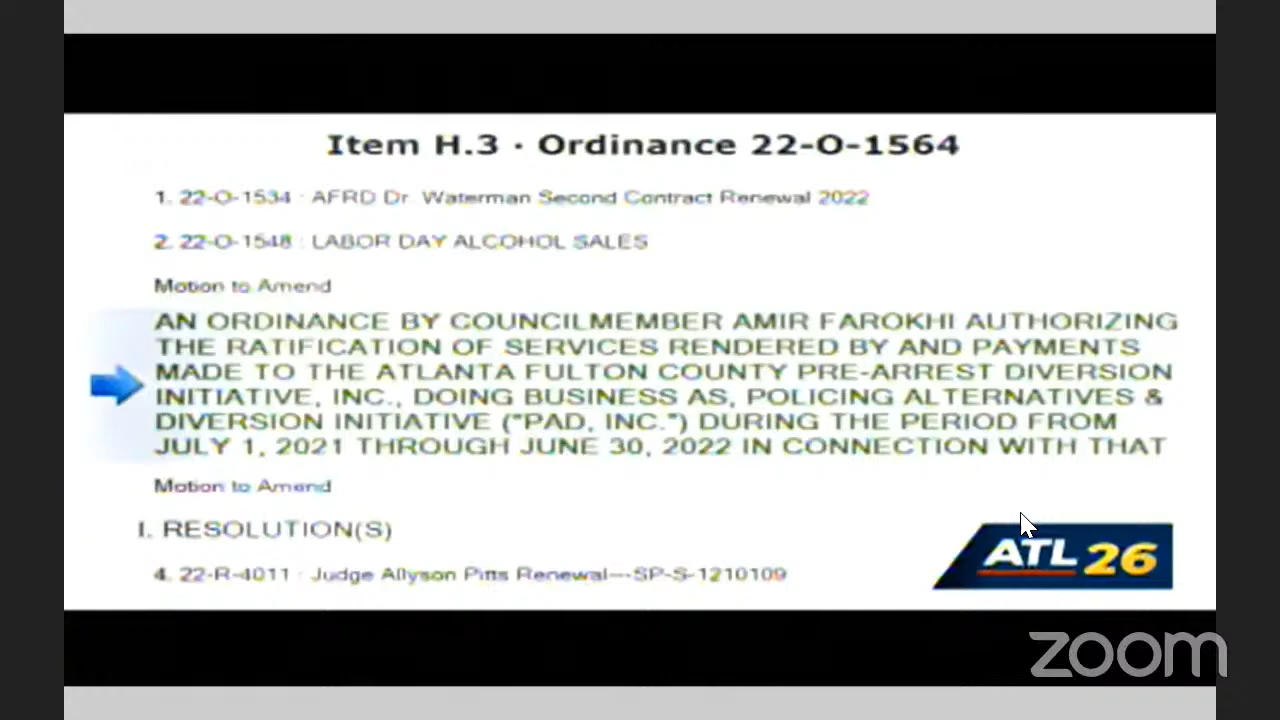 Item H.3 · Ordinance 22-O-1564
1. 22-O-1534 : AFRD Dr. Waterman Second Contract Renewal 2022
2. 22-O-1548 : LABOR DAY ALCOHOL SALES
Motion to Amend
AN ORDINANCE BY COUNCILMEMBER AMIR FAROKHI AUTHORIZING
THE RATIFICATION OF SERVICES RENDERED BY AND PAYMENTS
MADE TO THE ATLANTA FULTON COUNTY PRE-ARREST DIVERSION
INITIATIVE, INC., DOING BUSINESS AS, POLICING ALTERNATIVES &
DIVERSION INITIATIVE ("PAD, INC.") DURING THE PERIOD FROM
JULY 1, 2021 THROUGH JUNE 30, 2022 IN CONNECTION WITH THAT
Motion to Amend
I. RESOLUTION(S)
4. 22-R-4011 : Judge Allyson Pitts Renewal---SP-S-1210109
ATL 26
zoom